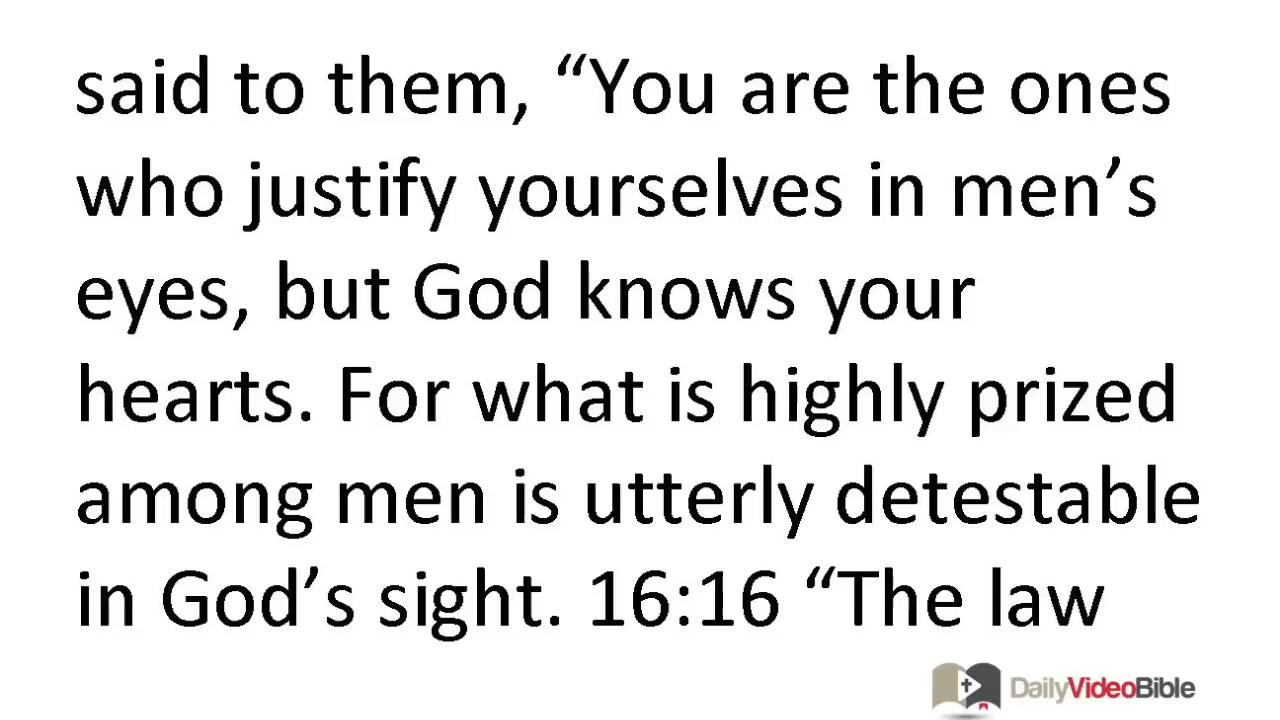 said to them, “You are the ones
who justify yourselves in men’s
eyes, but God knows your
hearts. For what is highly prized
among men is utterly detestable
in God’s sight. 16:16 “The law
DailyVideoBible